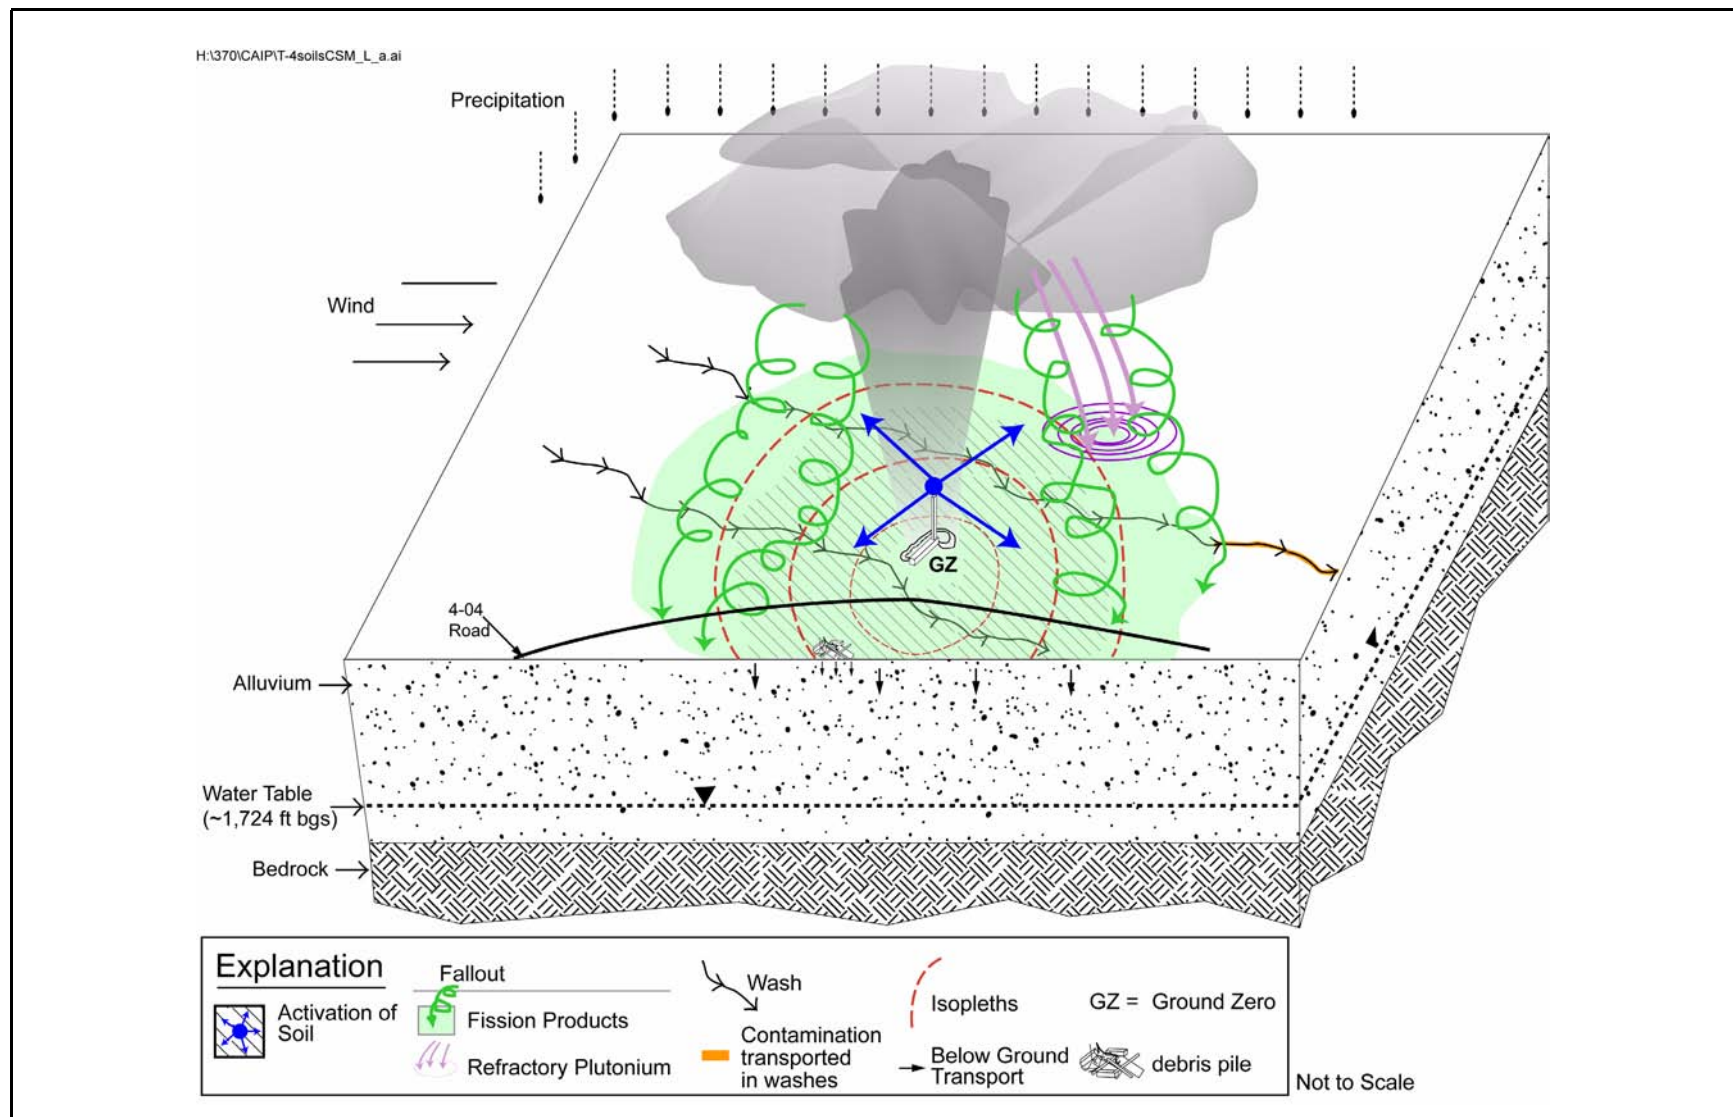 H:\370\CAIP\T-4soilsCSM_L_a.ai
Precipitation
Wind
GZ
4-04
Road
Alluvium
Water Table
(~1,724 ft bgs)
Bedrock
Explanation
Activation of
Soil
Fallout
Fission Products
Refractory Plutonium
Wash
Contamination
transported
in washes
Isopleths
Below Ground
Transport
GZ = Ground Zero
debris pile
Not to Scale